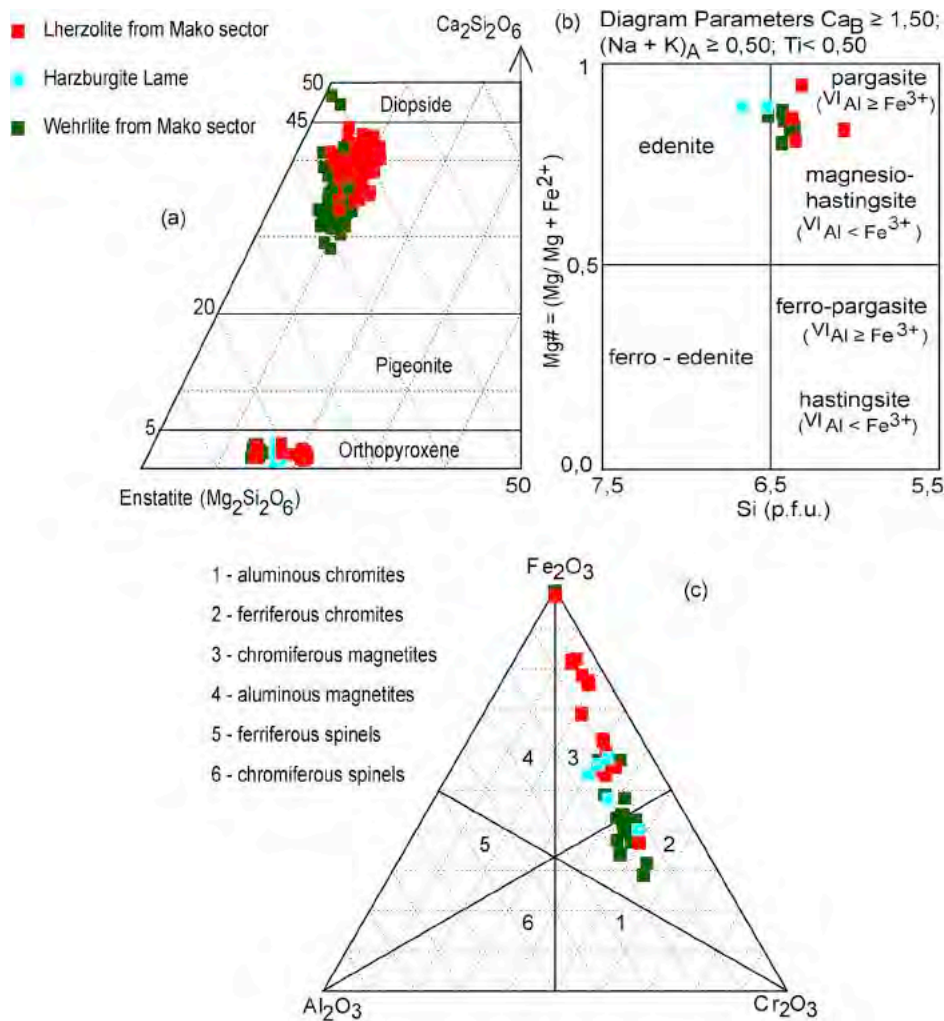 Lherzolite from Mako sector
Harzburgite Lame
Wehrlite from Mako sector
(a)
Ca2Si2O6
50
Diopside
45
20
Pigeonite
5
Orthopyroxene
Enstatite (Mg2Si2O6)
50
(b) Diagram Parameters CaB ≥ 1,50;
(Na + K)A ≥ 0,50; Ti< 0,50
1
pargasite
(VIAl ≥ Fe3+)
edenite
magnesio-
hastingsite
(VIAl < Fe3+)
0,5
Mg# = (Mg/ Mg + Fe2+)
ferro-pargasite
(VIAl ≥ Fe3+)
ferro - edenite
hastingsite
(VIAl < Fe3+)
0,0
7,5 6,5 5,5
Si (p.f.u.)
1 - aluminous chromites
2 - ferriferous chromites
3 - chromiferous magnetites
4 - aluminous magnetites
5 - ferriferous spinels
6 - chromiferous spinels
Fe2O3
(c)
4 3
5 2
6 1
Al2O3 Cr2O3